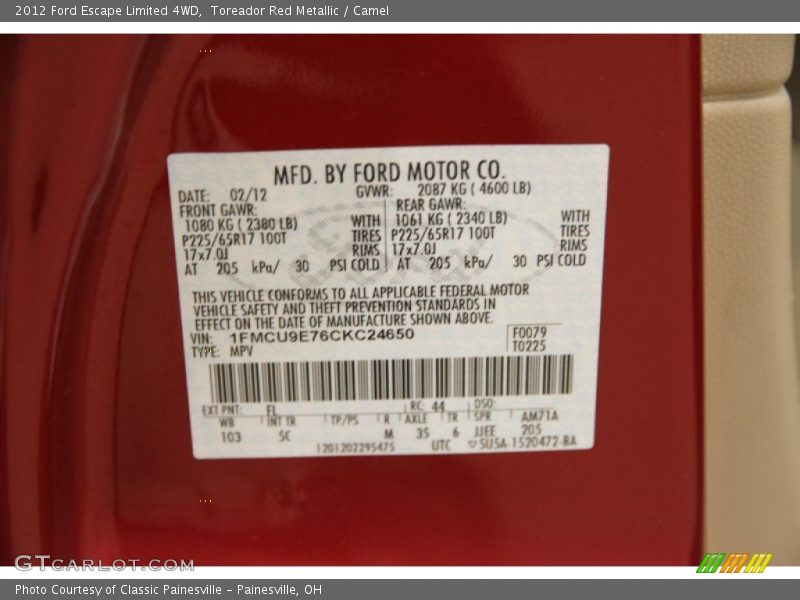 2012 Ford Escape Limited 4WD, Toreador Red Metallic / Camel
MFD. BY FORD MOTOR CO.
DATE: 02/12 GVWR: 2087 KG ( 4600 LB)
FRONT GAWR: REAR GAWR:
1080 KG ( 2380 LB) WITH 1061 KG ( 2340 LB) WITH
P225/65R17 100T TIRES P225/65R17 100T TIRES
17x7.0J RIMS 17x7.0J RIMS
AT 205 kPa/ 30 PSI COLD AT 205 kPa/ 30 PSI COLD
THIS VEHICLE CONFORMS TO ALL APPLICABLE FEDERAL MOTOR
VEHICLE SAFETY AND THEFT PREVENTION STANDARDS IN
EFFECT ON THE DATE OF MANUFACTURE SHOWN ABOVE.
VIN: 1FMCU9E76CKC24650 F0079
TYPE: MPV T0225
EXT PNT: FL RC: 44 DSO:
WB INT TR TP/PS R AXLE TR SPR AM71A
103 5C M 35 6 JJEE 205
1201202295475 UTC 5U5A-1520472-BA
GTCARLOT.COM
Photo Courtesy of Classic Painesville - Painesville, OH